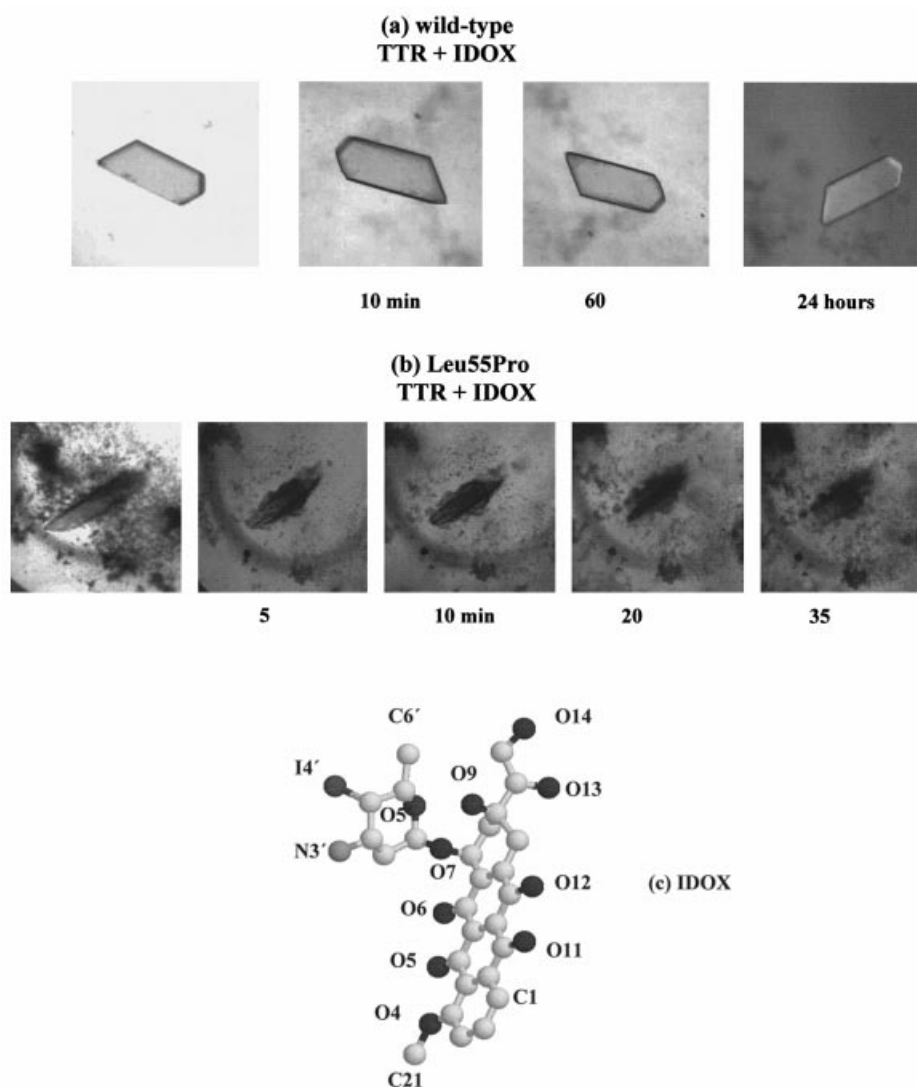 (a) wild-type
TTR + IDOX
10 min
60
24 hours
(b) Leu55Pro
TTR + IDOX
5
10 min
20
35
C6´
O14
I4´
O9
O5´
O13
N3´
O7
O12
(c) IDOX
O6
O11
O5
C1
O4
C21